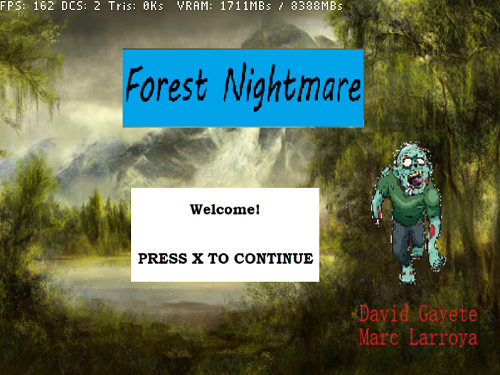 FPS: 162 DCS: 2 Tris: 0Ks VRAM: 1711MBs / 8388MBs
Forest Nightmare
Welcome!
PRESS X TO CONTINUE
David Gayete
Marc Larroya